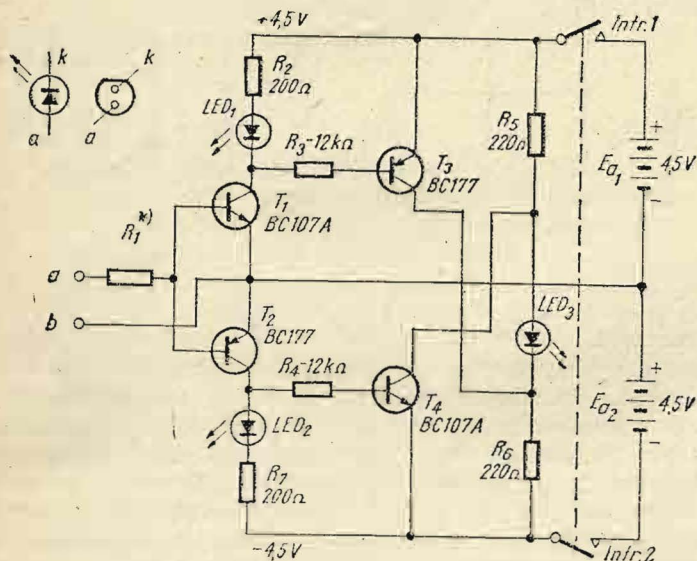 +4,5V
Intr.1
k
k
a
a
R2
200Ω
LED1
R3-12kΩ
T3
BC177
R5
220Ω
+
Ea1
4,5V
-
T1
BC107A
R1 *)
a
b
T2
BC177
R4-12kΩ
T4
BC107A
LED3
LED2
R7
200Ω
R6
220Ω
+
Ea2
4,5V
-
-4,5V
Intr.2